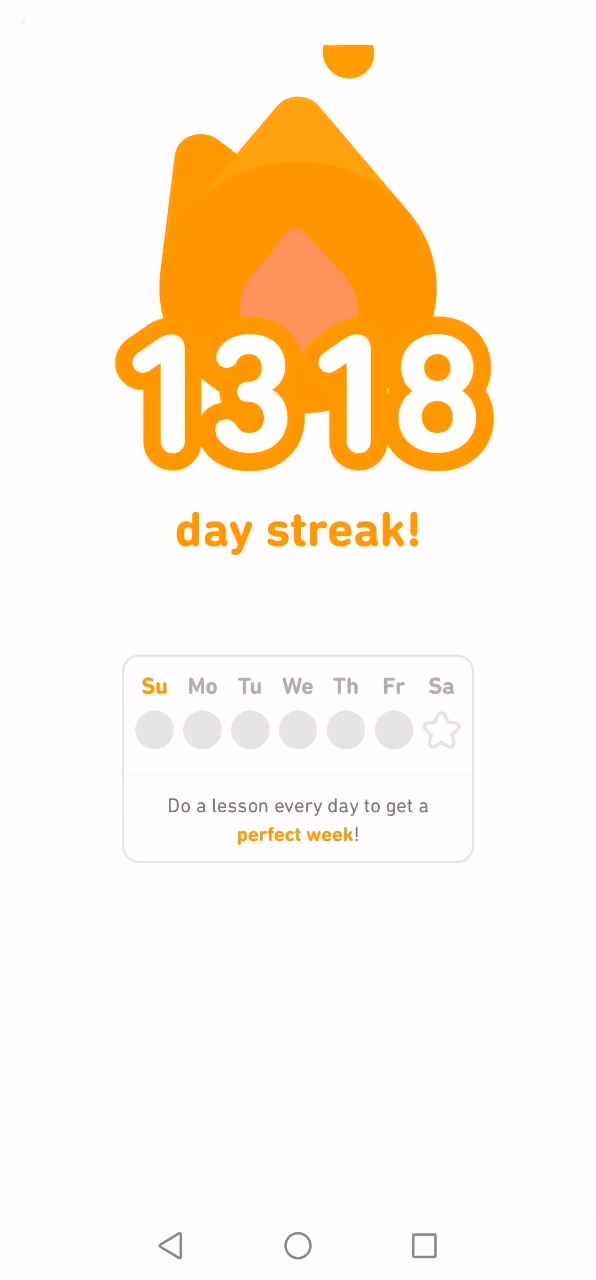 1318
day streak!
Su Mo Tu We Th Fr Sa
Do a lesson every day to get a
perfect week!